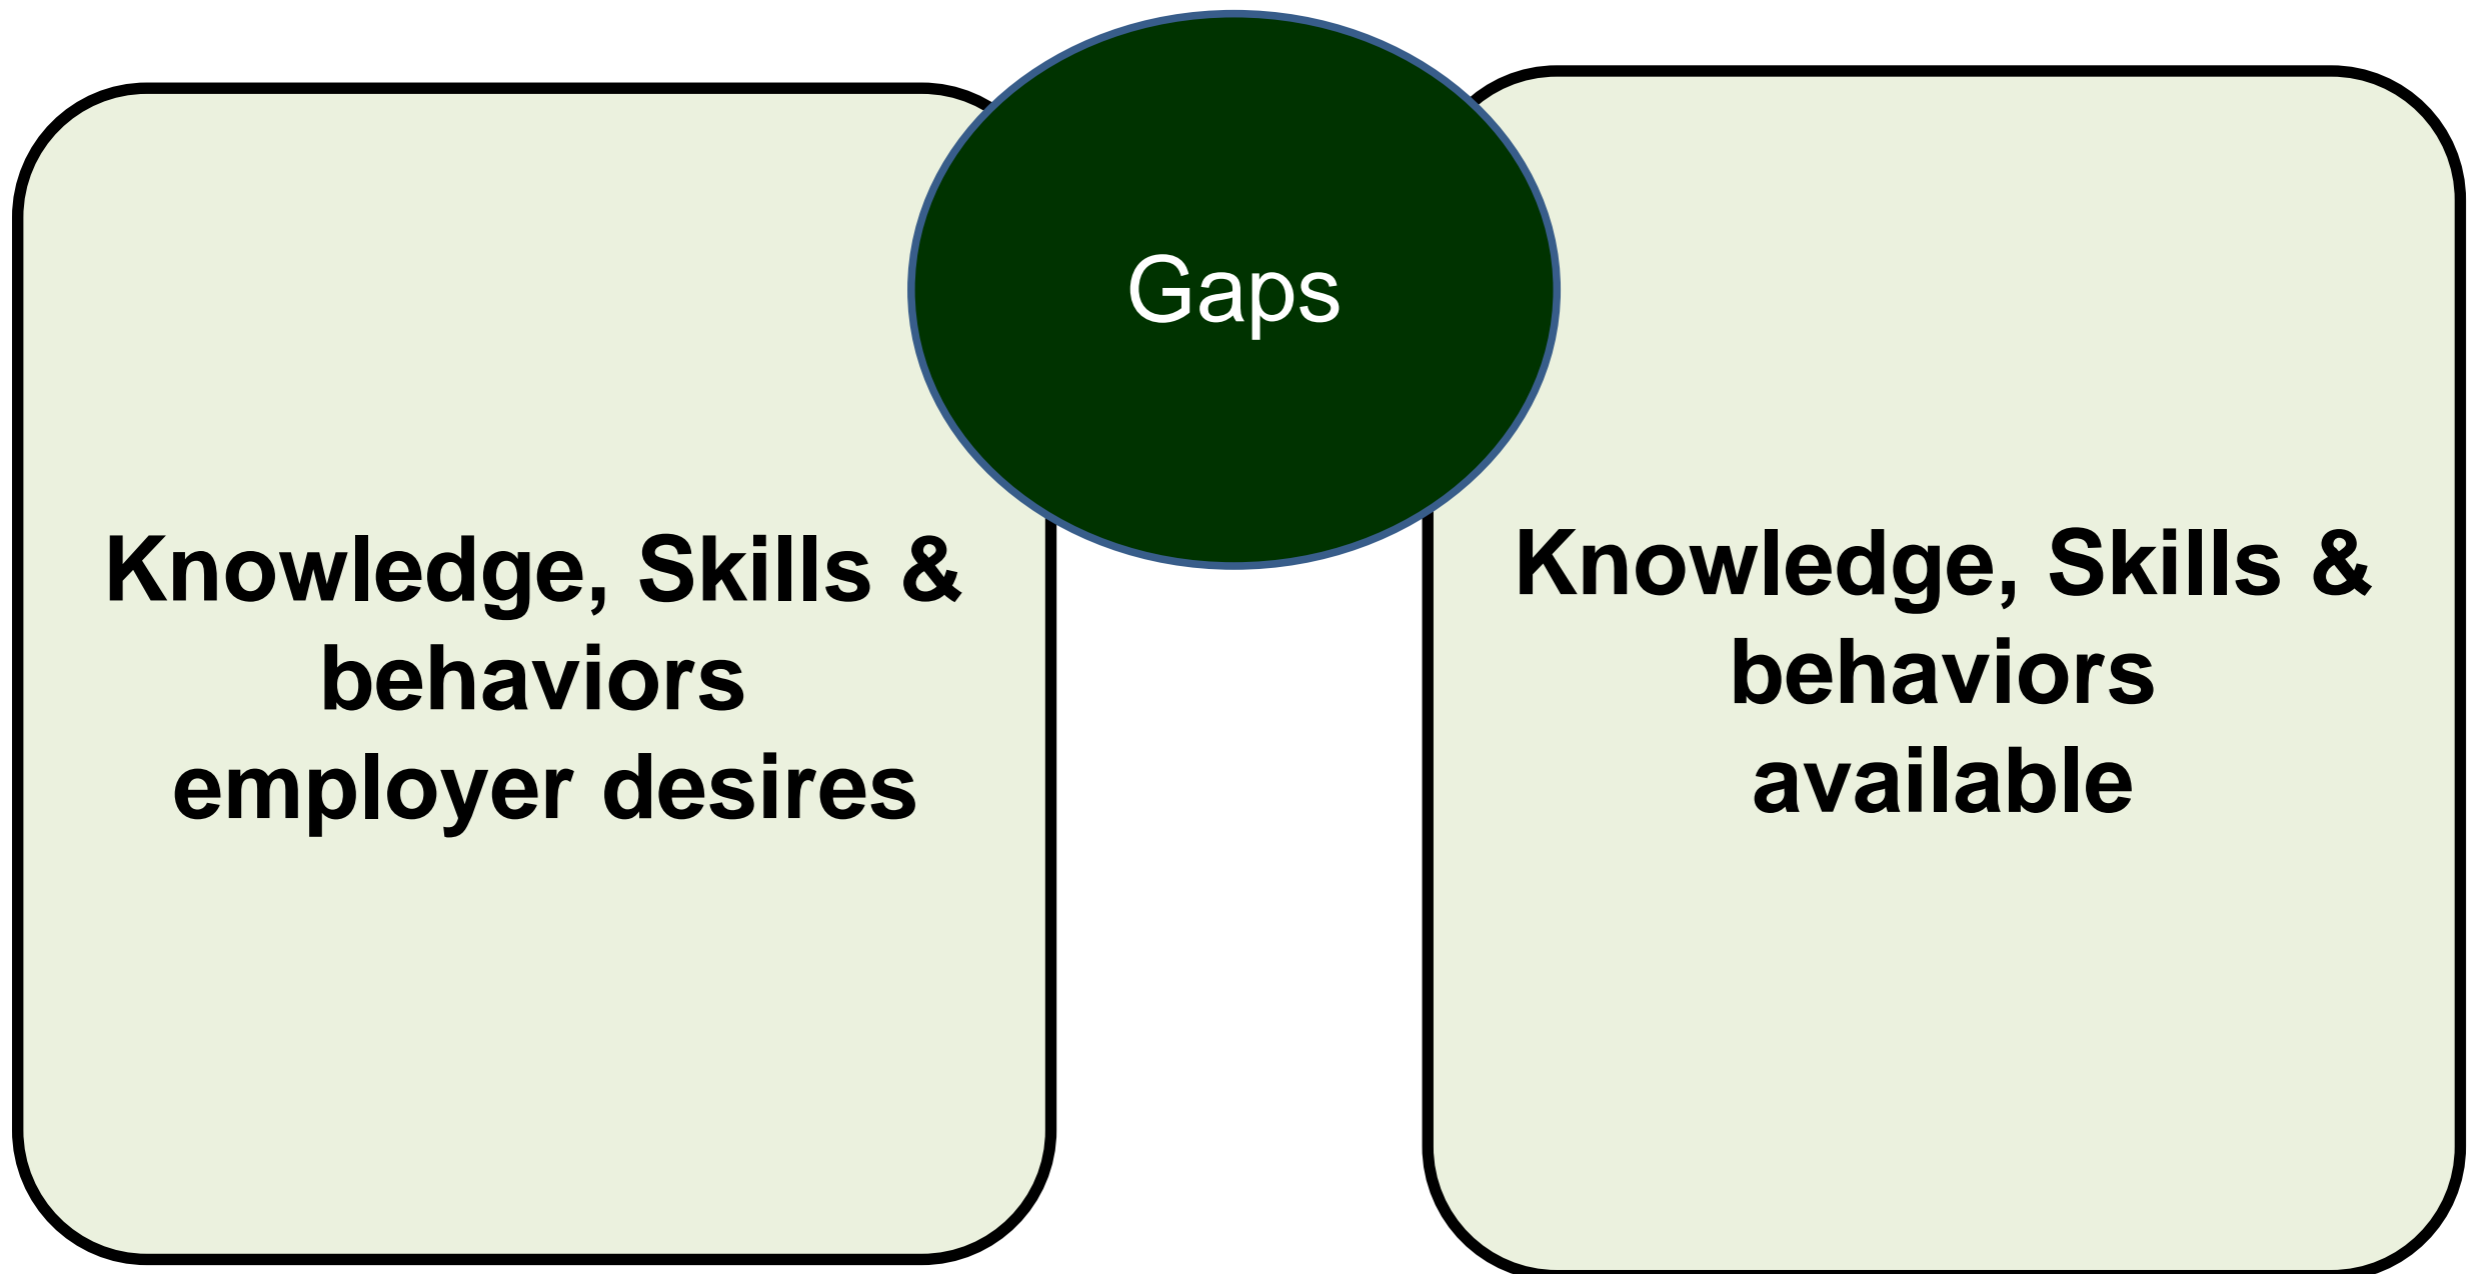 Gaps
Knowledge, Skills &
behaviors
employer desires
Knowledge, Skills &
behaviors
available